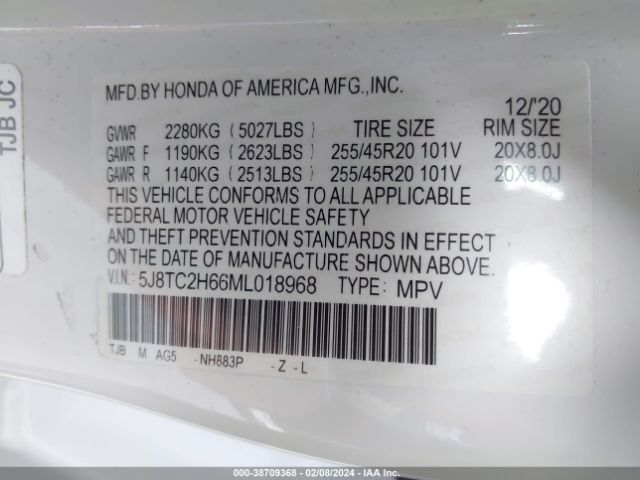 TJB JC
MFD.BY HONDA OF AMERICA MFG.,INC.
12/'20
GVWR 2280KG (5027LBS) TIRE SIZE RIM SIZE
GAWR F 1190KG (2623LBS) 255/45R20 101V 20X8.0J
GAWR R 1140KG (2513LBS) 255/45R20 101V 20X8.0J
THIS VEHICLE CONFORMS TO ALL APPLICABLE
FEDERAL MOTOR VEHICLE SAFETY
AND THEFT PREVENTION STANDARDS IN EFFECT
ON THE DATE OF MANUFACTURE SHOWN ABOVE.
V.I.N.: 5J8TC2H66ML018968 TYPE: MPV
TJB M AG5 -NH883P -Z -L
000-38709368 - 02/08/2024 - IAA Inc.